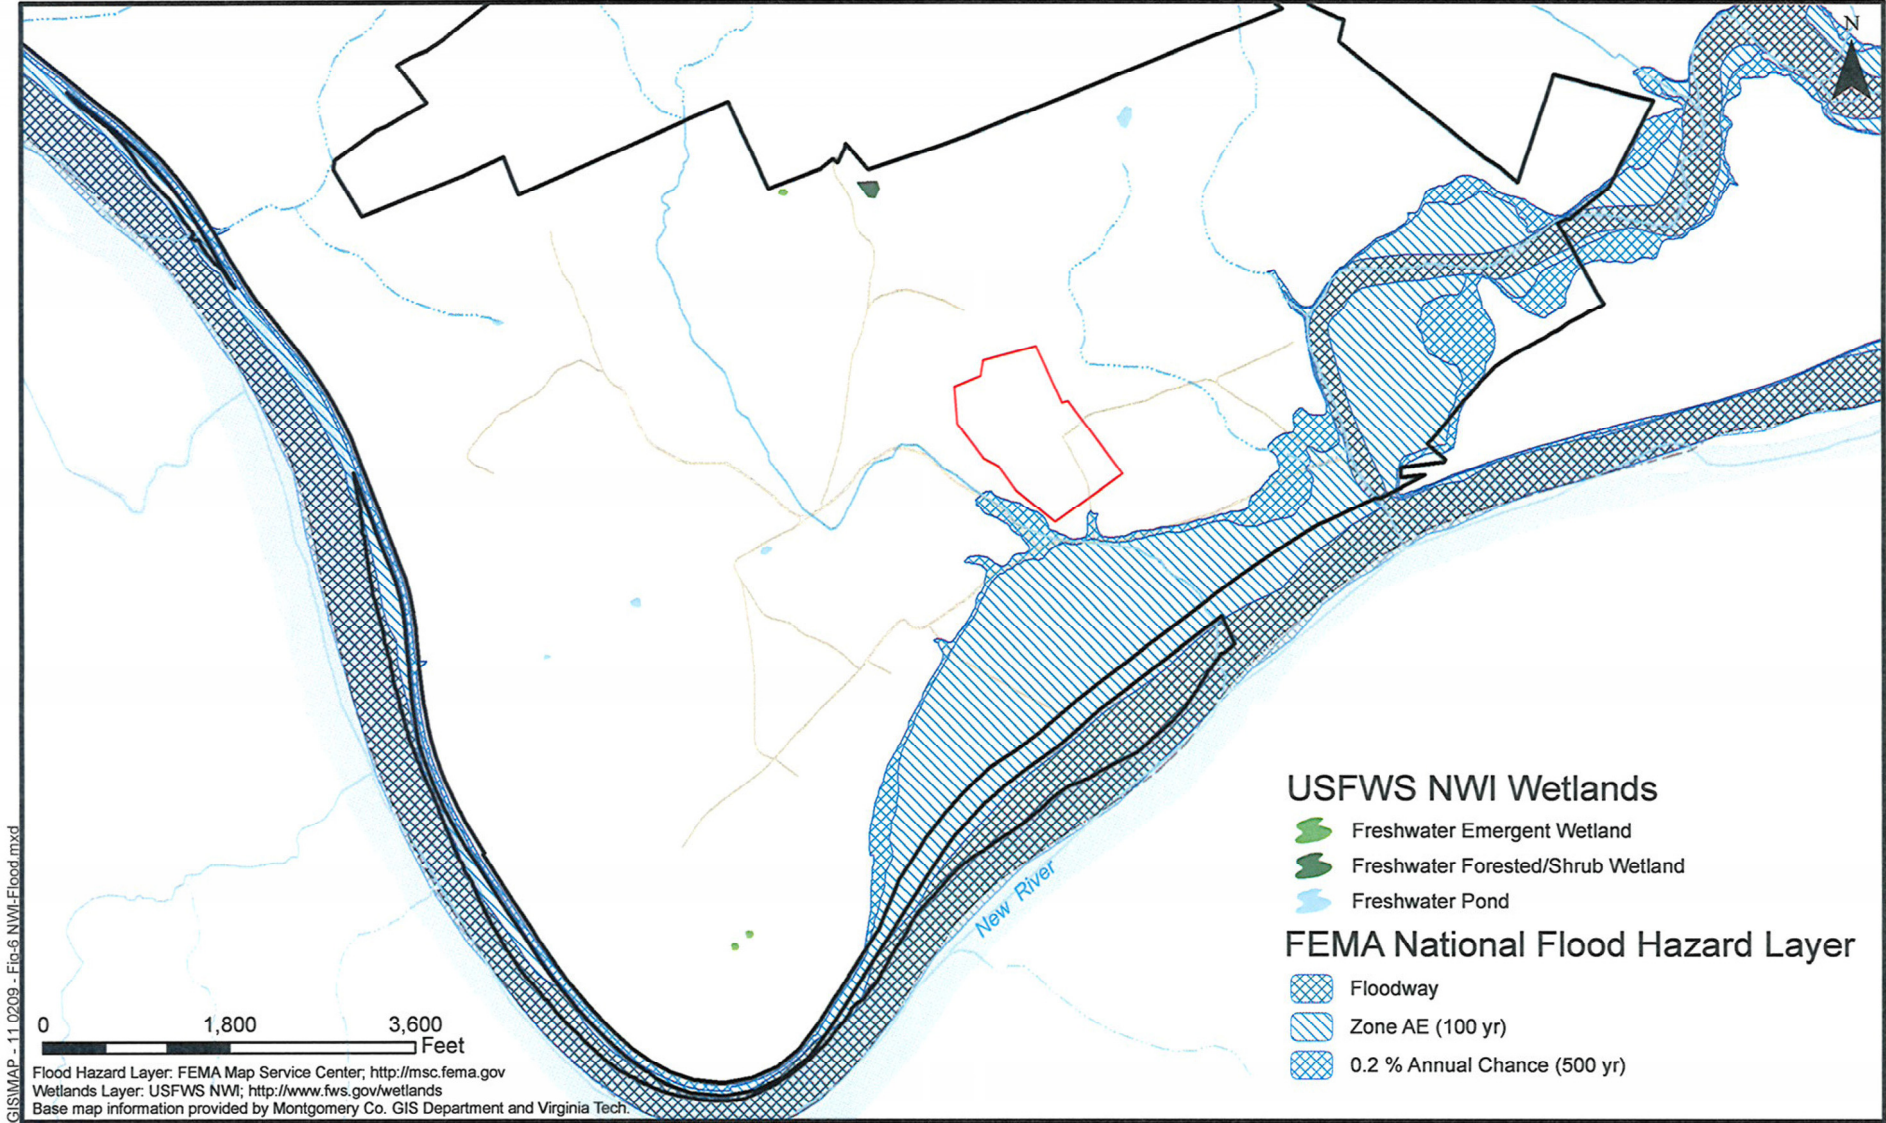 N
USFWS NWI Wetlands
Freshwater Emergent Wetland
Freshwater Forested/Shrub Wetland
Freshwater Pond
FEMA National Flood Hazard Layer
Floodway
Zone AE (100 yr)
0.2 % Annual Chance (500 yr)
New River
0 1,800 3,600
Feet
Flood Hazard Layer: FEMA Map Service Center; http://msc.fema.gov
Wetlands Layer: USFWS NWI; http://www.fws.gov/wetlands
Base map information provided by Montgomery Co. GIS Department and Virginia Tech.
GIS\MAP - 11 0209 - Fig-6 NWI-Flood.mxd